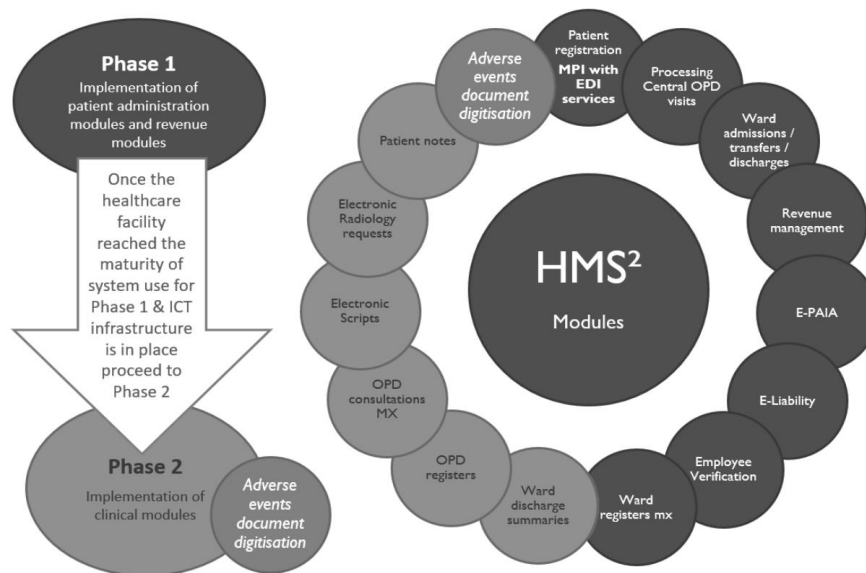 Phase 1
Implementation of
patient administration
modules and revenue
modules
Once the
healthcare
facility
reached the
maturity of
system use for
Phase 1 & ICT
infrastructure
is in place
proceed to
Phase 2
Phase 2
Implementation of
clinical modules
Adverse
events
document
digitisation
HMS²
Modules
Patient
registration
MPI with
EDI
services
Processing
Central OPD
visits
Ward
admissions /
transfers /
discharges
Revenue
management
E-PAIA
E-Liability
Employee
Verification
Ward
registers mx
Ward
discharge
summaries
OPD
registers
OPD
consultations
MX
Electronic
Scripts
Electronic
Radiology
requests
Patient notes
Adverse
events
document
digitisation